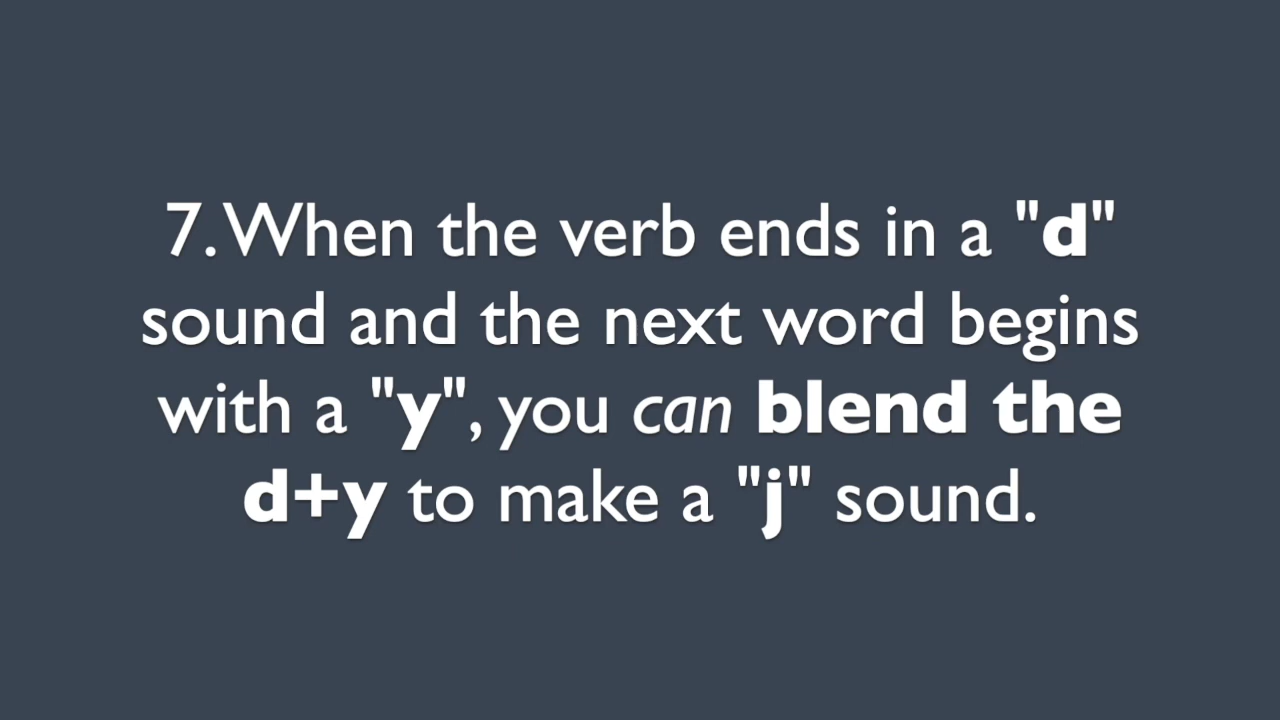 7. When the verb ends in a "d"
sound and the next word begins
with a "y", you can blend the
d+y to make a "j" sound.